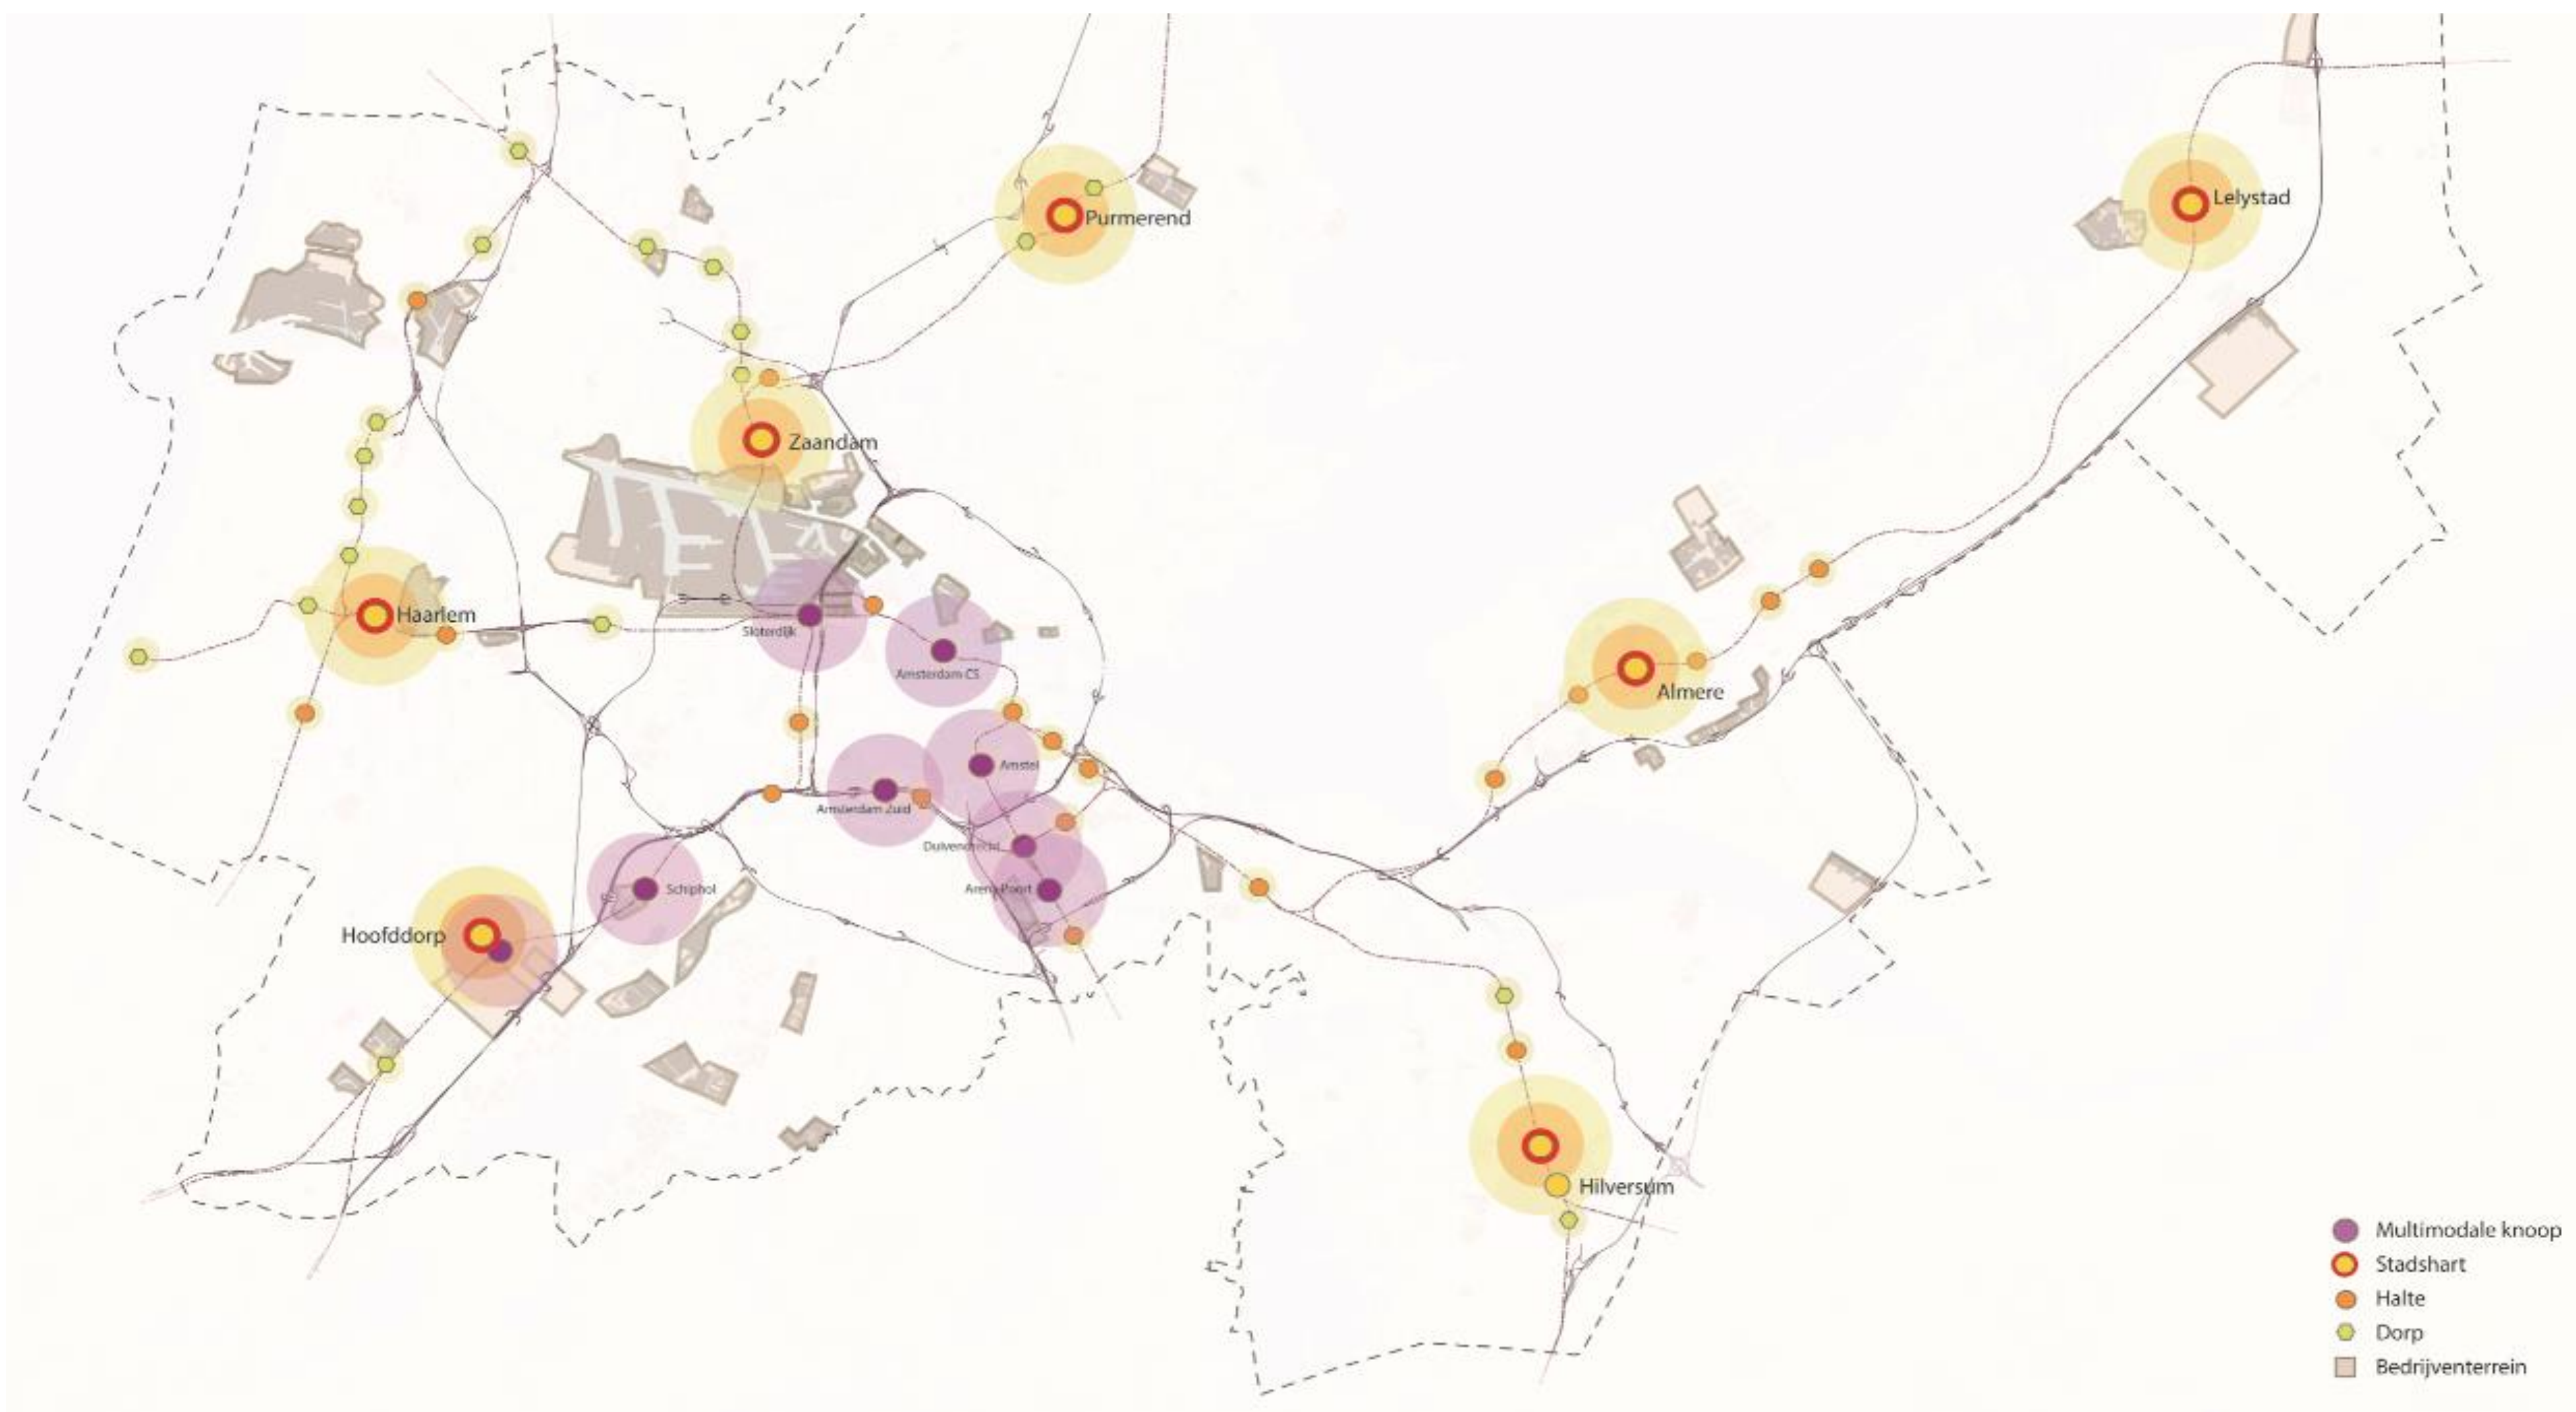 Lelystad
Purmerend
Zaandam
Haarlem
Sloterdijk
Amsterdam CS
Almere
Amstel
Amsterdam Zuid
Duivendrecht
Schiphol
Arena Poort
Hoofddorp
Hilversum
Multimodale knoop
Stadshart
Halte
Dorp
Bedrijventerrein